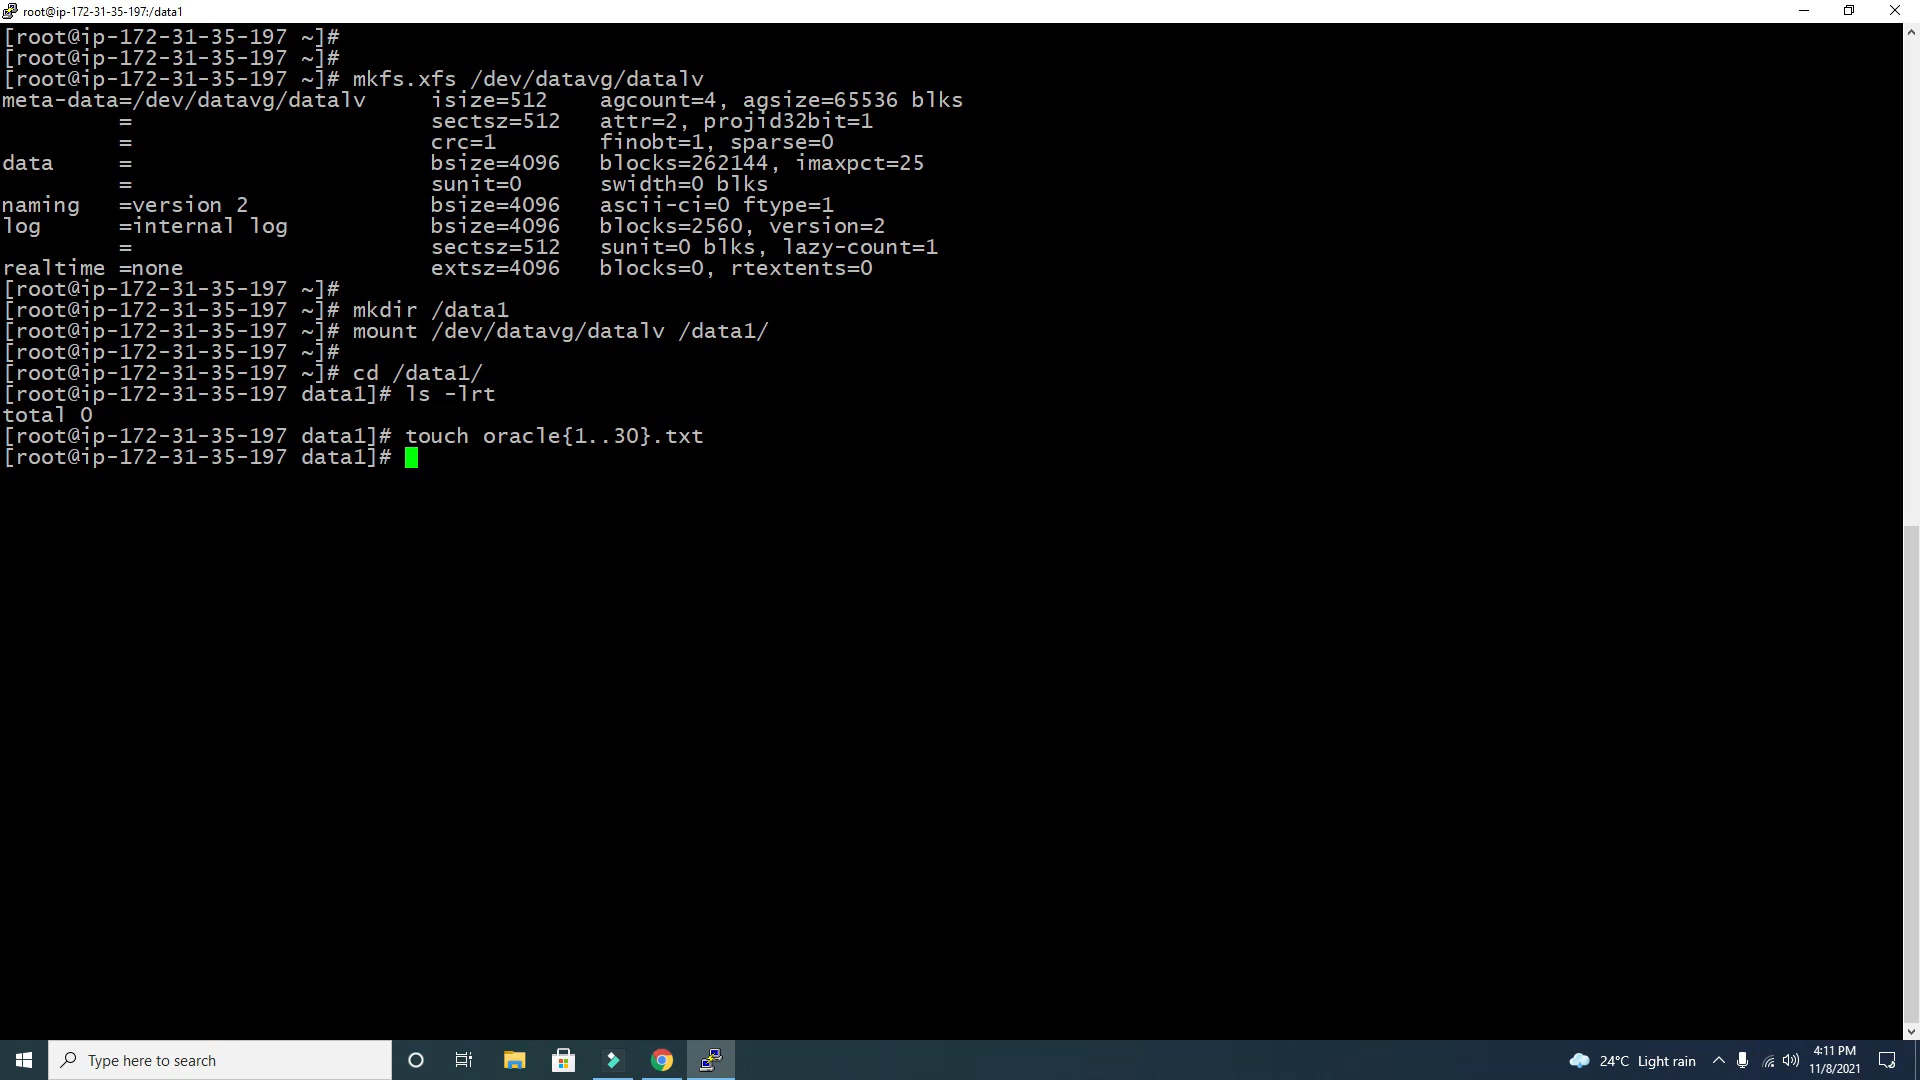 root@ip-172-31-35-197:/data1
[root@ip-172-31-35-197 ~]#
[root@ip-172-31-35-197 ~]#
[root@ip-172-31-35-197 ~]# mkfs.xfs /dev/datavg/datalv
meta-data=/dev/datavg/datalv     isize=512    agcount=4, agsize=65536 blks
         =                       sectsz=512   attr=2, projid32bit=1
         =                       crc=1        finobt=1, sparse=0
data     =                       bsize=4096   blocks=262144, imaxpct=25
         =                       sunit=0      swidth=0 blks
naming   =version 2              bsize=4096   ascii-ci=0 ftype=1
log      =internal log           bsize=4096   blocks=2560, version=2
         =                       sectsz=512   sunit=0 blks, lazy-count=1
realtime =none                   extsz=4096   blocks=0, rtextents=0
[root@ip-172-31-35-197 ~]#
[root@ip-172-31-35-197 ~]# mkdir /data1
[root@ip-172-31-35-197 ~]# mount /dev/datavg/datalv /data1/
[root@ip-172-31-35-197 ~]#
[root@ip-172-31-35-197 ~]# cd /data1/
[root@ip-172-31-35-197 data1]# ls -lrt
total 0
[root@ip-172-31-35-197 data1]# touch oracle{1..30}.txt
[root@ip-172-31-35-197 data1]#
Type here to search
24°C Light rain
4:11 PM
11/8/2021